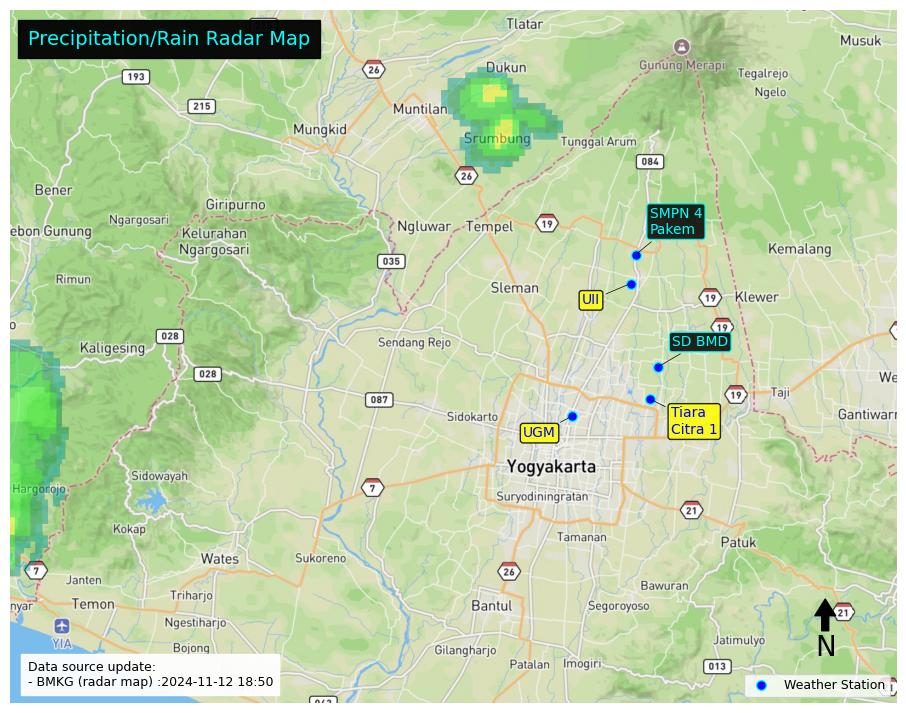 Precipitation/Rain Radar Map
Tlatar
Musuk
26
Dukun
Gunung Merapi
193
Tegalrejo
Ngelo
215
Muntilan
Mungkid
Srumbung
Tunggal Arum
084
26
Bener
Giripurno
SMPN 4
Pakem
Ngargosari
Ngluwar
Tempel
19
ebon Gunung
Kelurahan
Ngargosari
Kemalang
035
Rimun
Sleman
UII
19
Klewer
19
028
Sendang Rejo
SD BMD
Kaligesing
028
We
087
19
Taji
Sidokarto
Tiara
Citra 1
Gantiwarn
UGM
Yogyakarta
Sidowayah
Hargorojo
7
Suryodiningratan
21
Kokap
Tamanan
Patuk
Wates
Sukoreno
7
26
Janten
Bawuran
Triharjo
nyar
Temon
Bantul
Segoroyoso
21
Ngestiharjo
YIA
Jatimulyo
N
Bojong
Gilangharjo
Patalan
Imogiri
013
Data source update:
- BMKG (radar map) :2024-11-12 18:50
Weather Station